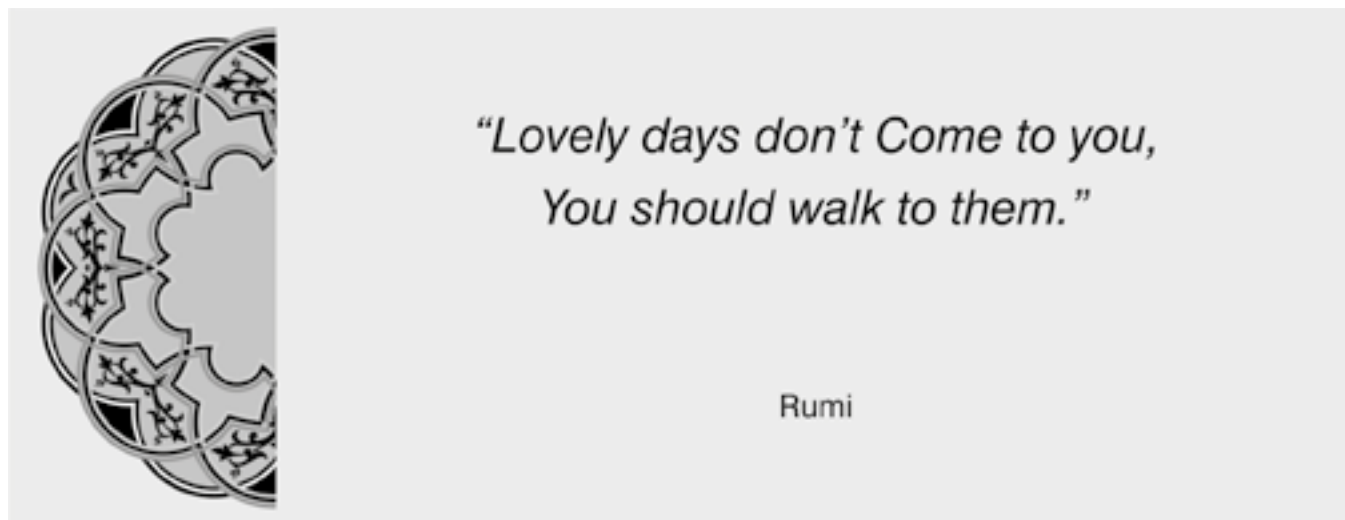 “Lovely days don’t Come to you,
You should walk to them.”
Rumi